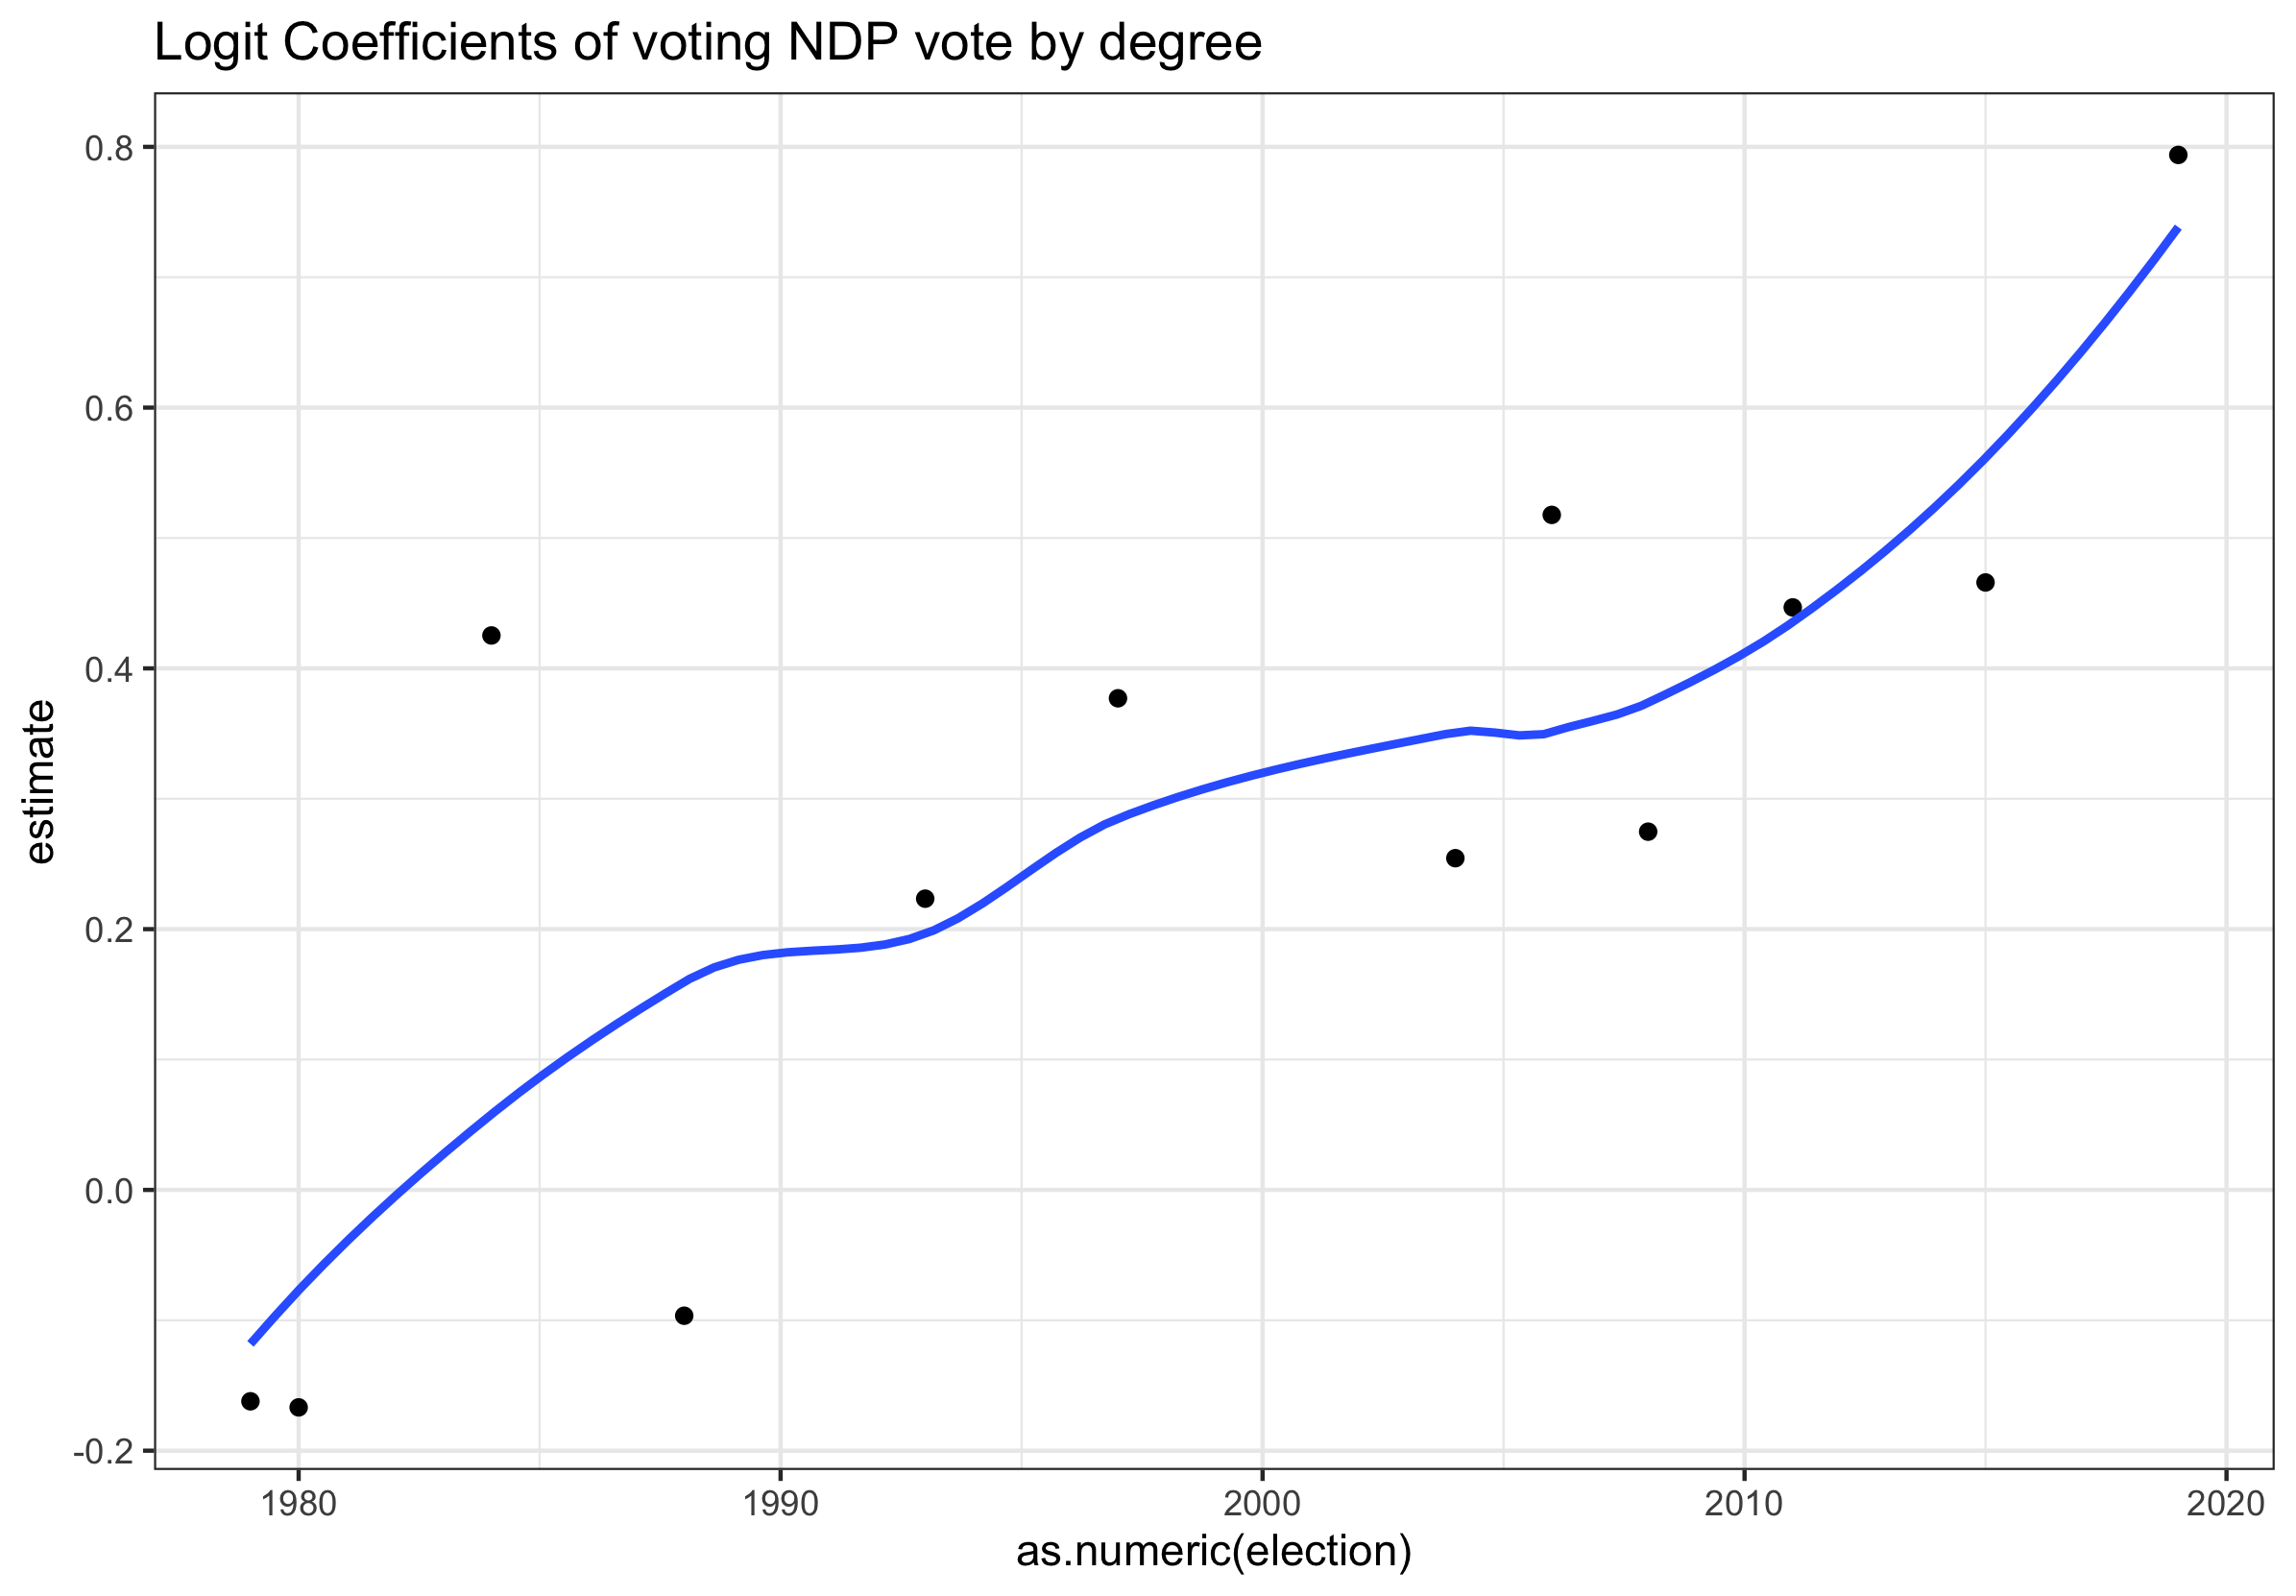 Logit Coefficients of voting NDP vote by degree
0.8
0.6
0.4
0.2
0.0
-0.2
estimate
1980 1990 2000 2010 2020
as.numeric(election)